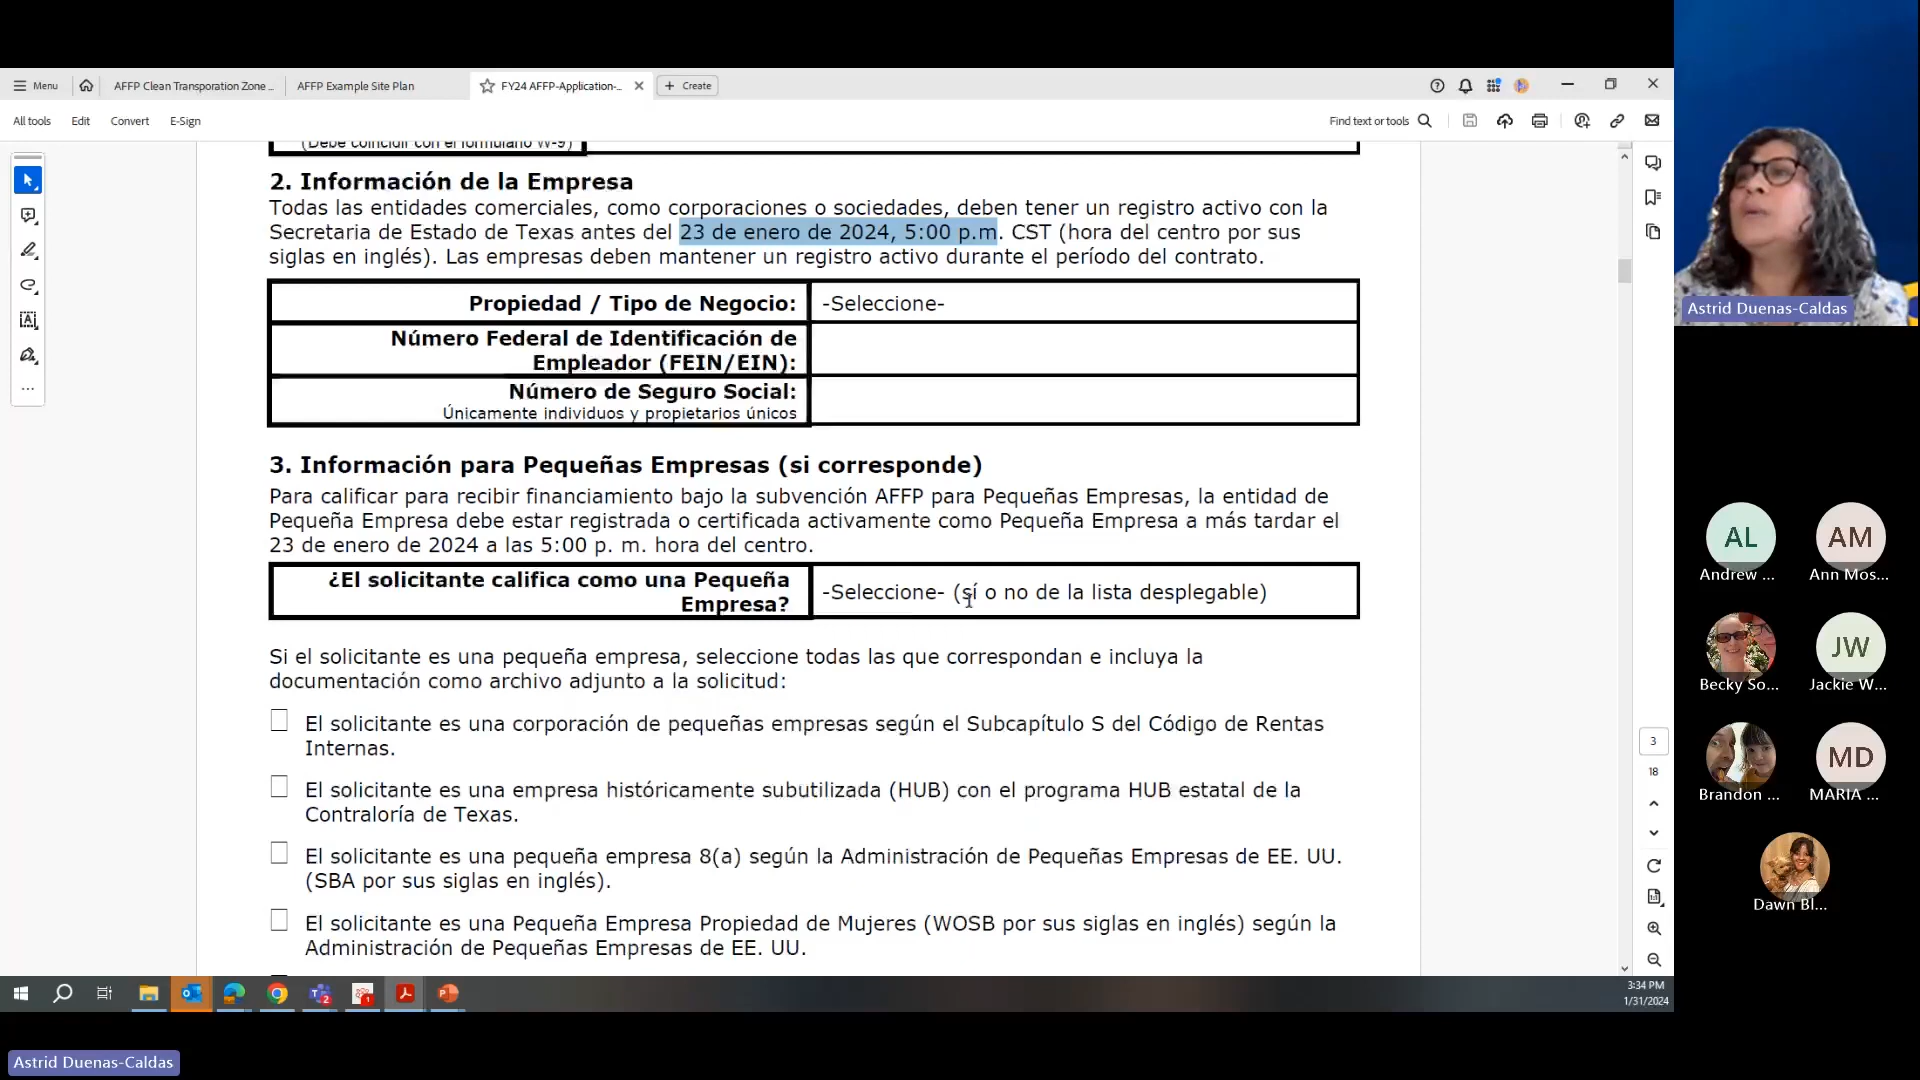 Menu
AFFP Clean Transporation Zone ...
AFFP Example Site Plan
FY24 AFFP-Application-...
Create
All tools
Edit
Convert
E-Sign
Find text or tools
(Debe coincidir con el formulario W-9)
2. Información de la Empresa
Todas las entidades comerciales, como corporaciones o sociedades, deben tener un registro activo con la
Secretaria de Estado de Texas antes del 23 de enero de 2024, 5:00 p.m. CST (hora del centro por sus
siglas en inglés). Las empresas deben mantener un registro activo durante el período del contrato.
Propiedad / Tipo de Negocio:
-Seleccione-
Número Federal de Identificación de
Empleador (FEIN/EIN):
Número de Seguro Social:
Únicamente individuos y propietarios únicos
3. Información para Pequeñas Empresas (si corresponde)
Para calificar para recibir financiamiento bajo la subvención AFFP para Pequeñas Empresas, la entidad de
Pequeña Empresa debe estar registrada o certificada activamente como Pequeña Empresa a más tardar el
23 de enero de 2024 a las 5:00 p. m. hora del centro.
¿El solicitante califica como una Pequeña
Empresa?
-Seleccione- (sí o no de la lista desplegable)
Si el solicitante es una pequeña empresa, seleccione todas las que correspondan e incluya la
documentación como archivo adjunto a la solicitud:
El solicitante es una corporación de pequeñas empresas según el Subcapítulo S del Código de Rentas
Internas.
El solicitante es una empresa históricamente subutilizada (HUB) con el programa HUB estatal de la
Contraloría de Texas.
El solicitante es una pequeña empresa 8(a) según la Administración de Pequeñas Empresas de EE. UU.
(SBA por sus siglas en inglés).
El solicitante es una Pequeña Empresa Propiedad de Mujeres (WOSB por sus siglas en inglés) según la
Administración de Pequeñas Empresas de EE. UU.
3
18
3:34 PM
1/31/2024
Astrid Duenas-Caldas
AL
Andrew ...
AM
Ann Mos...
Becky So...
JW
Jackie W...
Brandon ...
MD
MARIA ...
Dawn Bl...
Astrid Duenas-Caldas